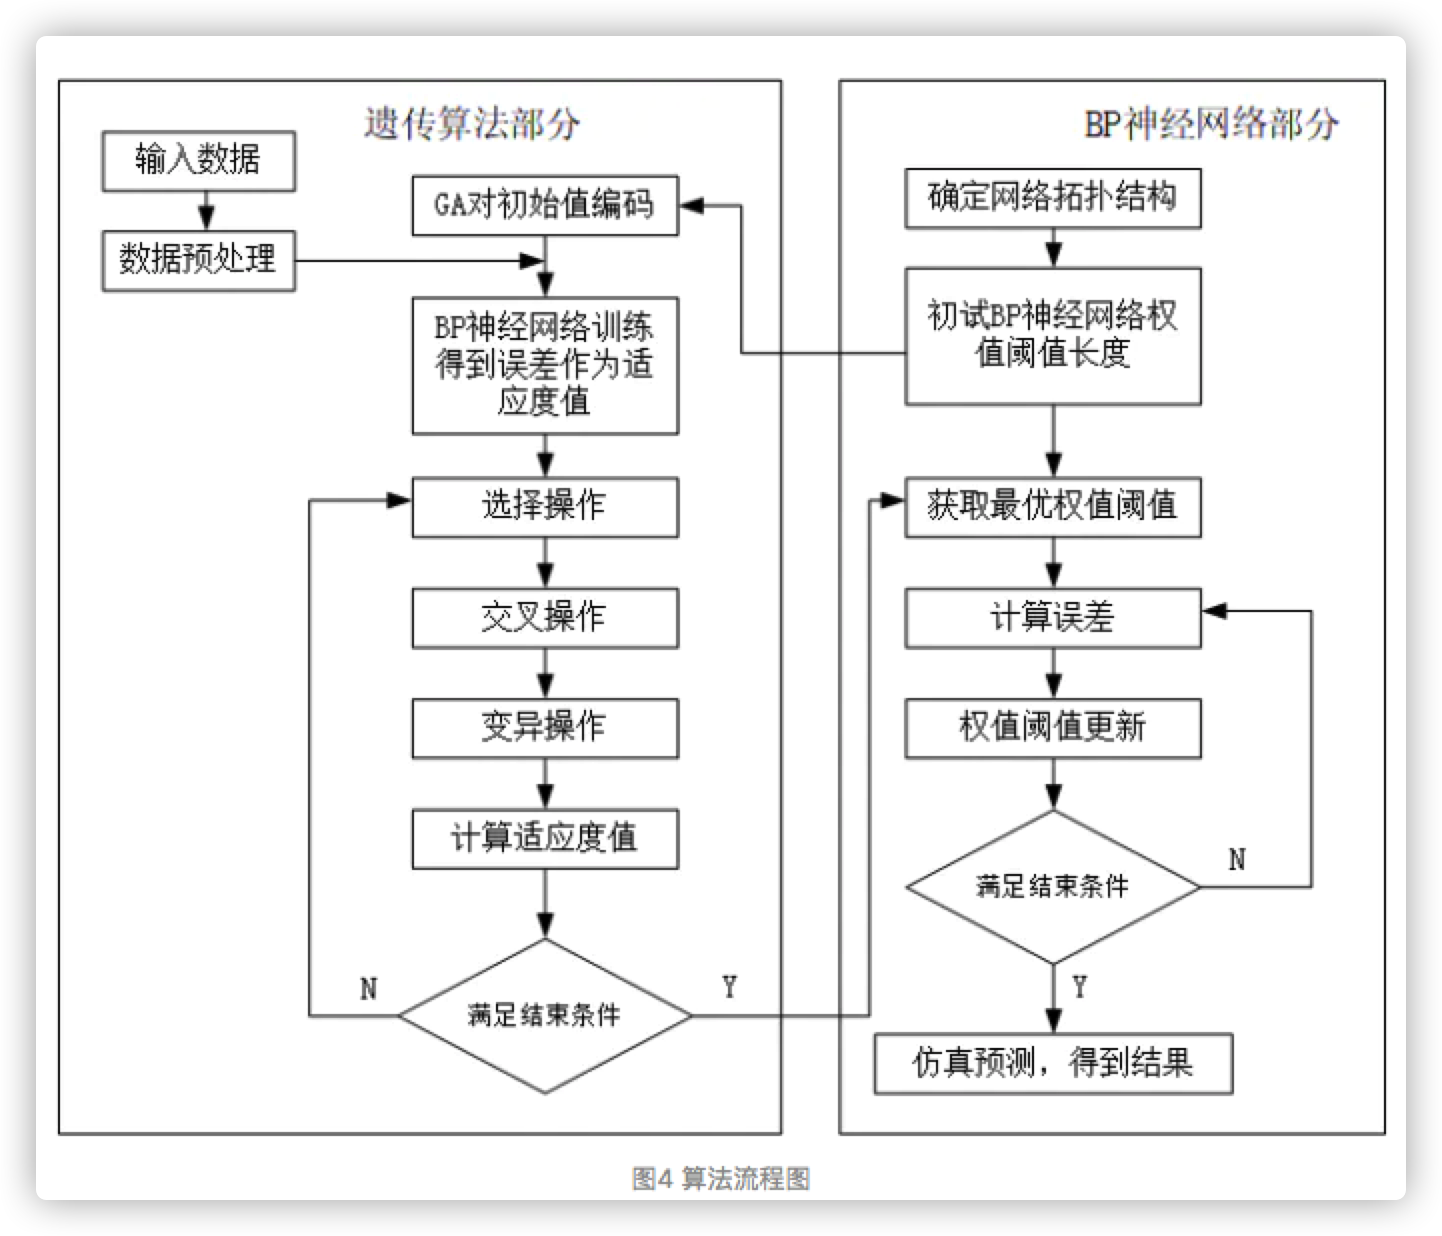 遗传算法部分
输入数据
数据预处理
GA对初始值编码
BP神经网络训练
得到误差作为适
应度值
选择操作
交叉操作
变异操作
计算适应度值
满足结束条件
N
Y
BP神经网络部分
确定网络拓扑结构
初试BP神经网络权
值阈值长度
获取最优权值阈值
计算误差
权值阈值更新
满足结束条件
N
Y
仿真预测，得到结果
图4 算法流程图